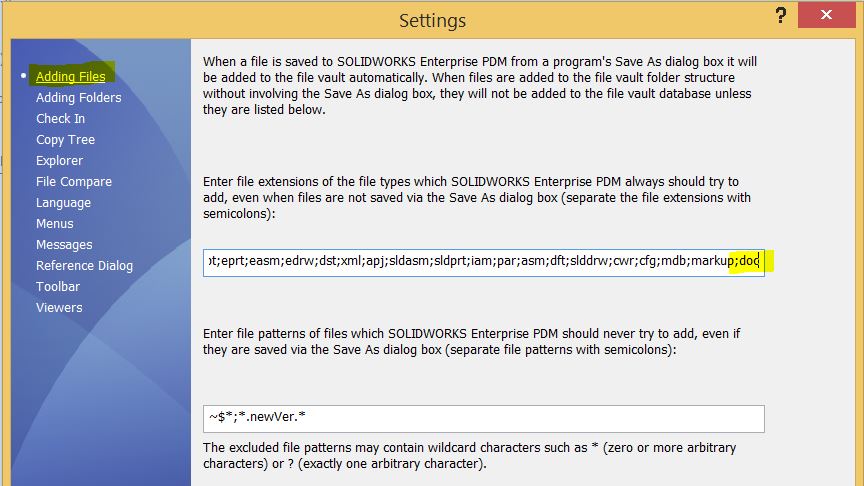 Settings
?
x
Adding Files
Adding Folders
Check In
Copy Tree
Explorer
File Compare
Language
Menus
Messages
Reference Dialog
Toolbar
Viewers
When a file is saved to SOLIDWORKS Enterprise PDM from a program's Save As dialog box it will
be added to the file vault automatically. When files are added to the file vault folder structure
without involving the Save As dialog box, they will not be added to the file vault database unless
they are listed below.
Enter file extensions of the file types which SOLIDWORKS Enterprise PDM always should try to
add, even when files are not saved via the Save As dialog box (separate the file extensions with
semicolons):
;eprt;easm;edrw;dst;xml;apj;sldasm;sldprt;iam;par;asm;dft;slddrw;cwr;cfg;mdb;markup;doc
Enter file patterns of files which SOLIDWORKS Enterprise PDM should never try to add, even if
they are saved via the Save As dialog box (separate file patterns with semicolons):
~$*;*.newVer.*
The excluded file patterns may contain wildcard characters such as * (zero or more arbitrary
characters) or ? (exactly one arbitrary character).